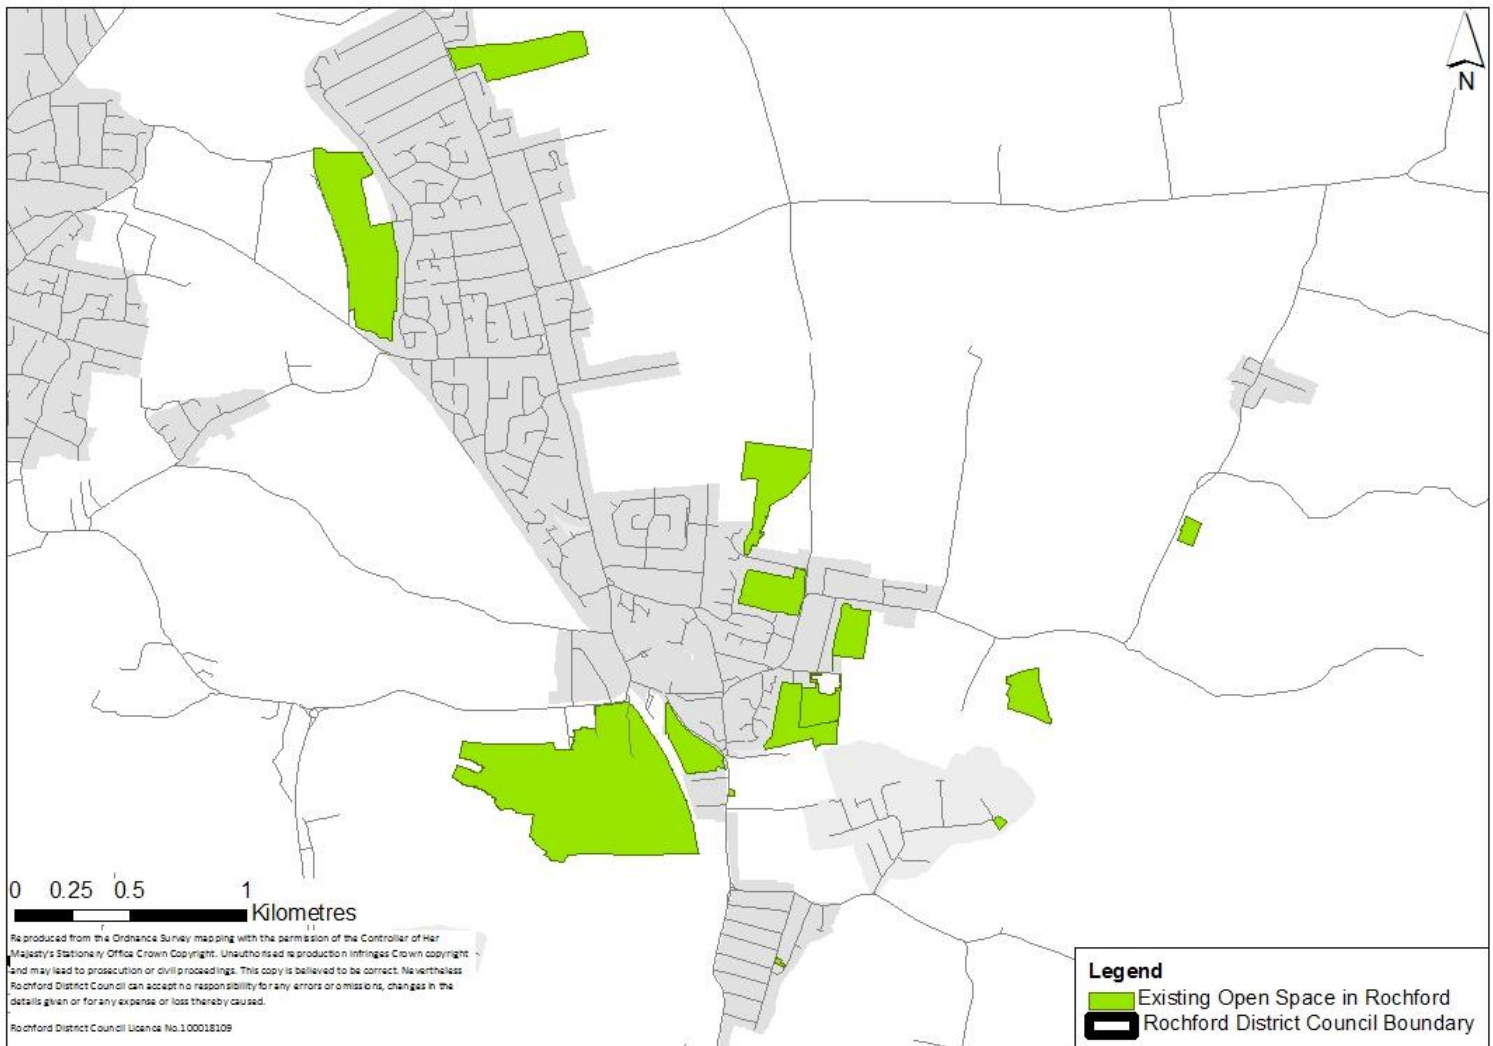 N
0 0.25 0.5 1
Kilometres
Reproduced from the Ordnance Survey mapping with the permission of the Controller of Her
Majesty's Stationery Office Crown Copyright. Unauthorised reproduction infringes Crown copyright
and may lead to prosecution or civil proceedings. This copy is believed to be correct. Nevertheless
Rochford District Council can accept no responsibility for any errors or omissions, changes in the
details given or for any expense or loss thereby caused.
Rochford District Council Licence No.100018109
Legend
Existing Open Space in Rochford
Rochford District Council Boundary